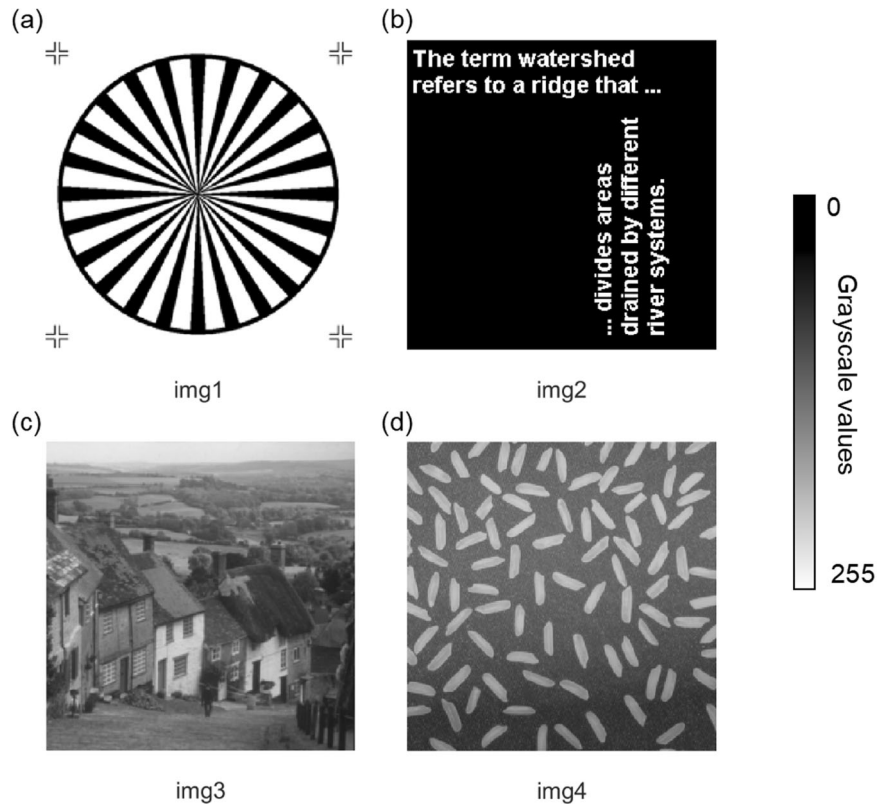 (a)
(b)
The term watershed
refers to a ridge that ...
... divides areas
drained by different
river systems.
img1
img2
(c)
(d)
img3
img4
0
Grayscale values
255